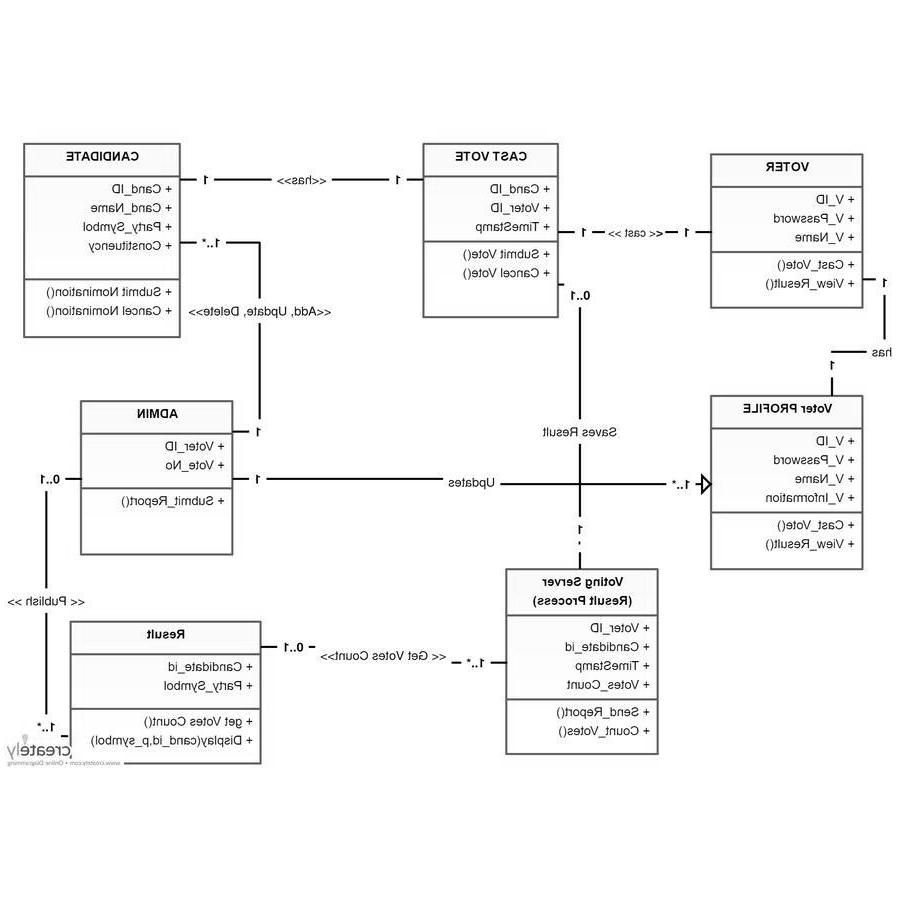 VOTER
+ V_ID
+ V_Password
+ V_Name
+ Cast_Vote()
+ View_Result()
1
<< cast >>
1
CAST VOTE
+ Cand_ID
+ Voter_ID
+ TimeStamp
+ Submit Vote()
+ Cancel Vote()
1
<<has>>
1
CANDIDATE
+ Cand_ID
+ Cand_Name
+ Party_Symbol
+ Constituency
+ Submit Nomination()
+ Cancel Nomination()
1
has
1
0..1
Saves Result
1
1..*
<<Add, Update, Delete>>
1
Voter PROFILE
+ V_ID
+ V_Password
+ V_Name
+ V_Information
+ Cast_Vote()
+ View_Result()
1..*
Updates
1
ADMIN
+ Voter_ID
+ Vote_No
+ Submit_Report()
0..1
<< Publish >>
1..*
Voting Server
(Result Process)
+ Voter_ID
+ Candidate_id
+ TimeStamp
+ Votes_Count
+ Send_Report()
+ Count_Votes()
1..*
<< Get Votes Count>>
0..1
Result
+ Candidate_id
+ Party_Symbol
+ get Votes Count()
+ Display(cand_id,p_symbol)
creately
www.creately.com • Online Diagramming